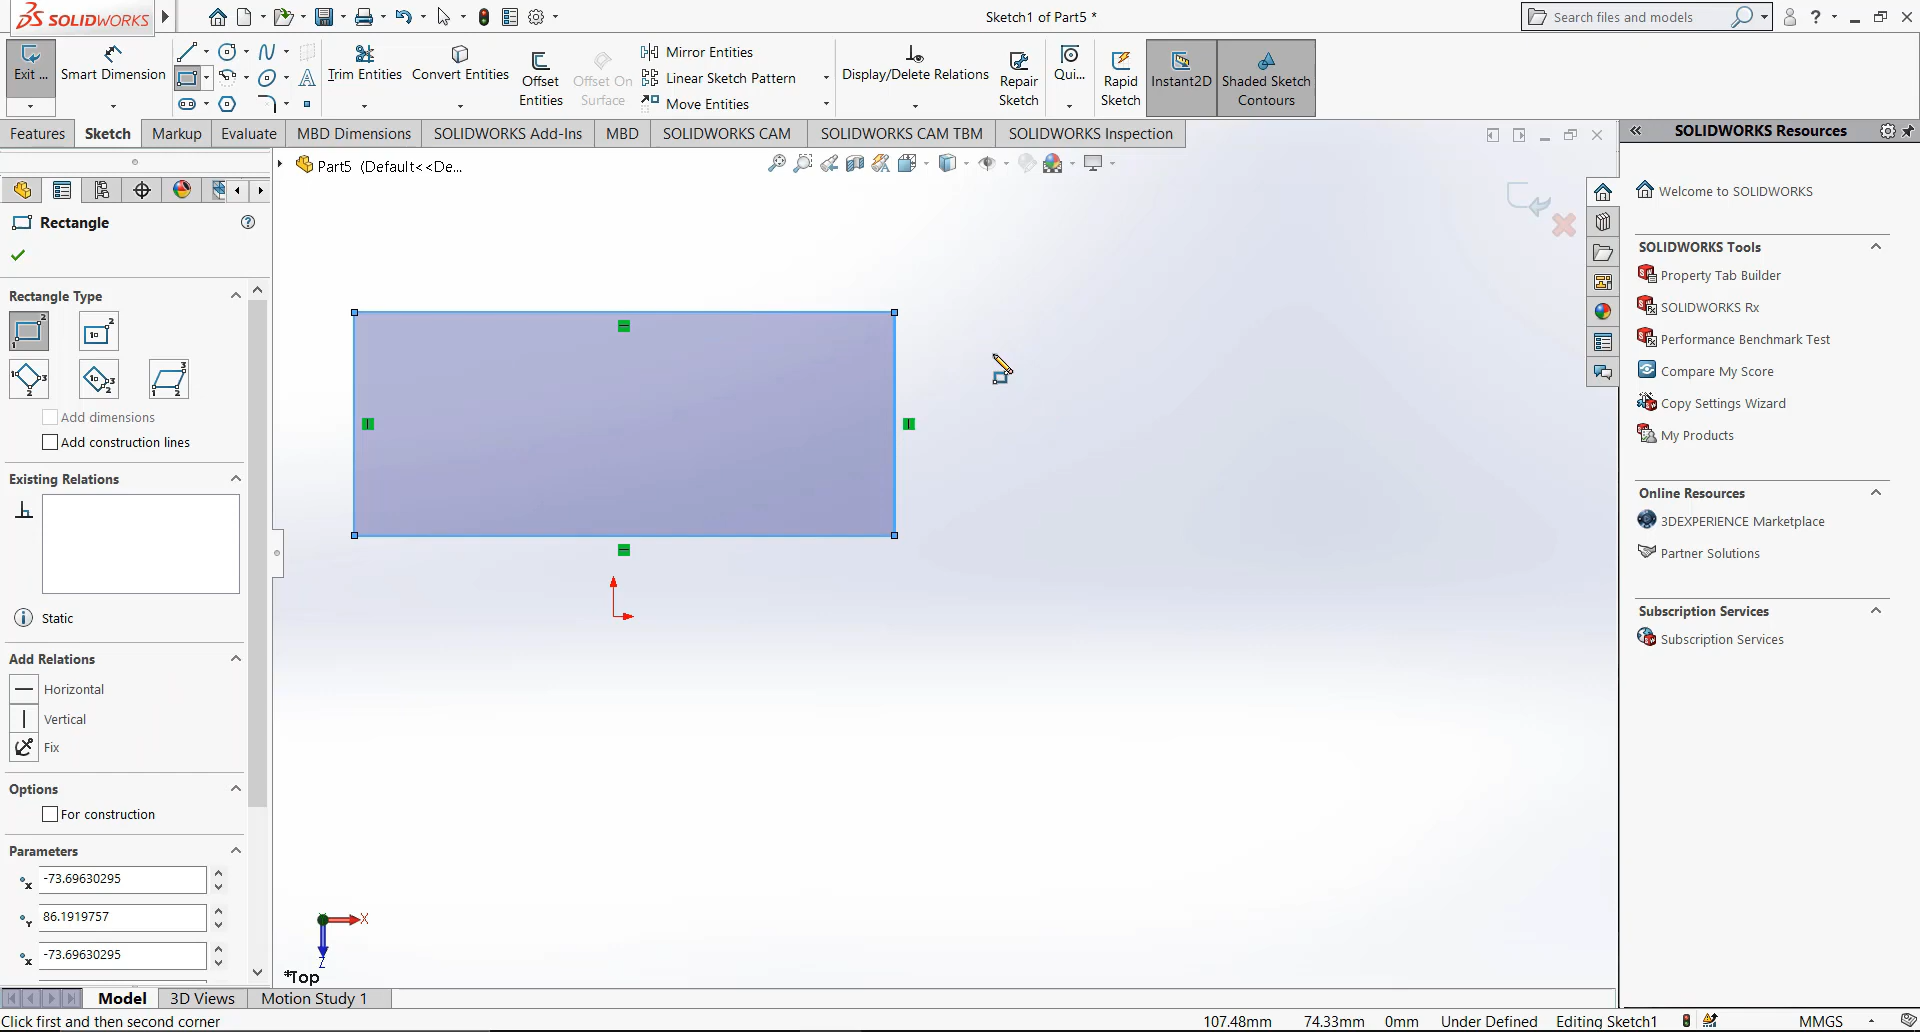 SOLIDWORKS
Sketch1 of Part5 *
Search files and models
?
Exit ...
Smart Dimension
Trim Entities
Convert Entities
Offset
Entities
Offset On
Surface
Mirror Entities
Linear Sketch Pattern
Move Entities
Display/Delete Relations
Repair
Sketch
Qui...
Rapid
Sketch
Instant2D
Shaded Sketch
Contours
Features
Sketch
Markup
Evaluate
MBD Dimensions
SOLIDWORKS Add-Ins
MBD
SOLIDWORKS CAM
SOLIDWORKS CAM TBM
SOLIDWORKS Inspection
Part5 (Default<<De...
Rectangle
?
Rectangle Type
Add dimensions
Add construction lines
Existing Relations
Static
Add Relations
Horizontal
Vertical
Fix
Options
For construction
Parameters
-73.69630295
86.1919757
-73.69630295
X
Z
*Top
SOLIDWORKS Resources
Welcome to SOLIDWORKS
SOLIDWORKS Tools
Property Tab Builder
SOLIDWORKS Rx
Performance Benchmark Test
Compare My Score
Copy Settings Wizard
My Products
Online Resources
3DEXPERIENCE Marketplace
Partner Solutions
Subscription Services
Subscription Services
Model
3D Views
Motion Study 1
Click first and then second corner
107.48mm
74.33mm
0mm
Under Defined
Editing Sketch1
MMGS